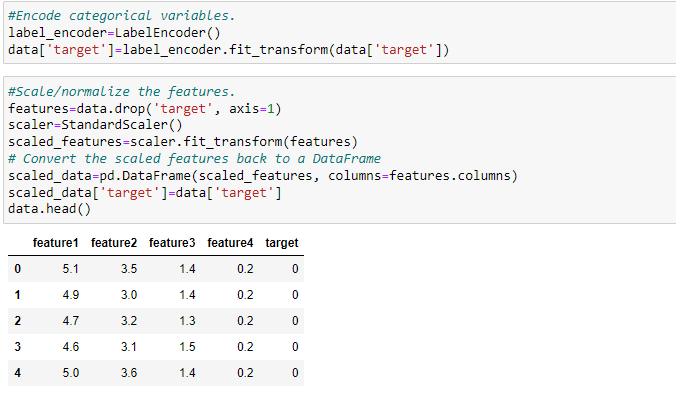 #Encode categorical variables.
label_encoder=LabelEncoder()
data['target']=label_encoder.fit_transform(data['target'])
#Scale/normalize the features.
features=data.drop('target', axis=1)
scaler=StandardScaler()
scaled_features=scaler.fit_transform(features)
# Convert the scaled features back to a DataFrame
scaled_data=pd.DataFrame(scaled_features, columns=features.columns)
scaled_data['target']=data['target']
data.head()
feature1 feature2 feature3 feature4 target
0 5.1 3.5 1.4 0.2 0
1 4.9 3.0 1.4 0.2 0
2 4.7 3.2 1.3 0.2 0
3 4.6 3.1 1.5 0.2 0
4 5.0 3.6 1.4 0.2 0